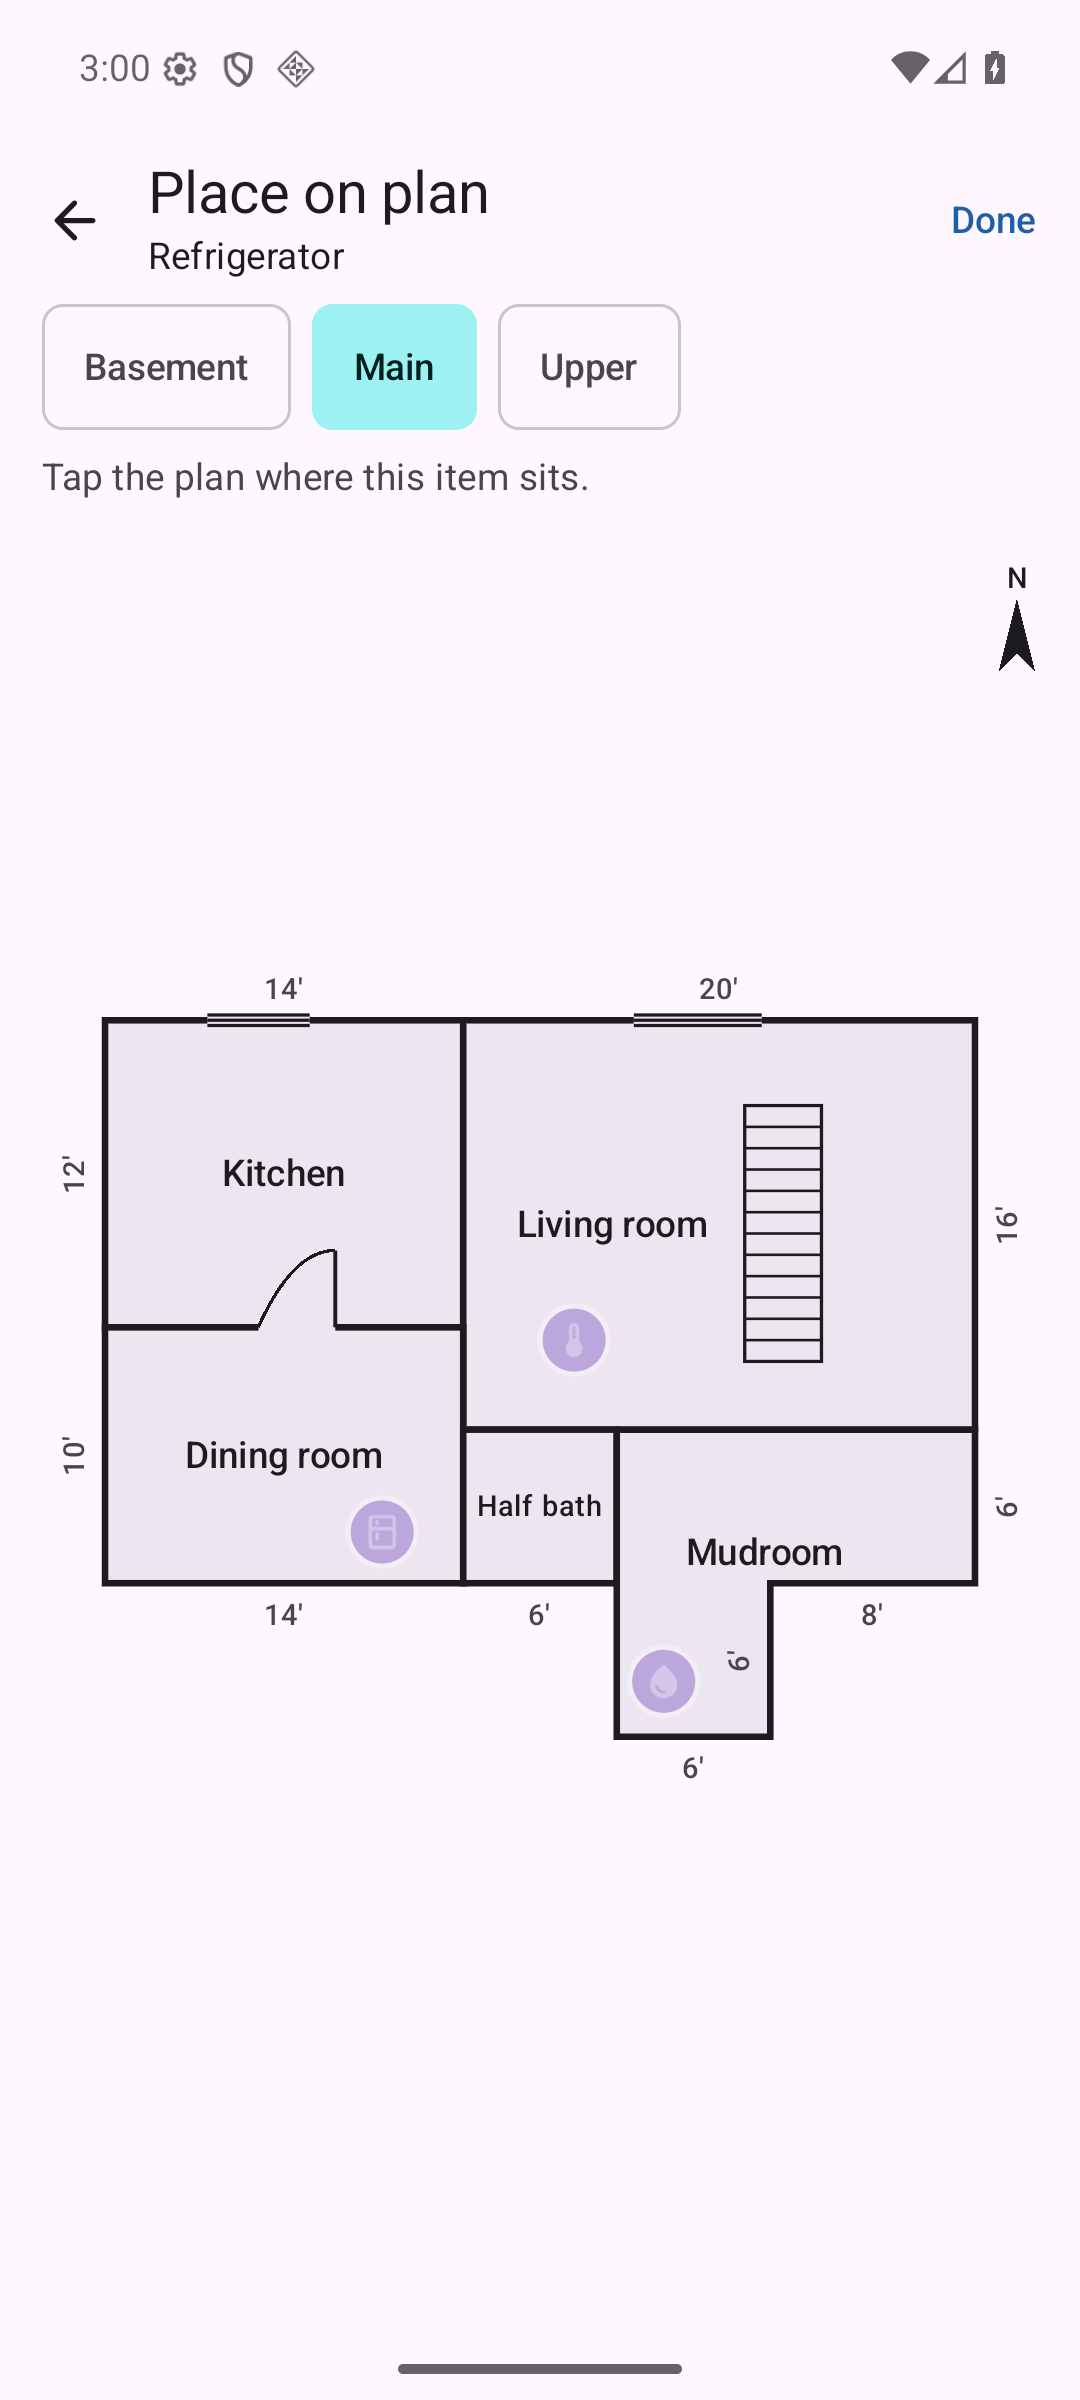 3:00
Place on plan
Refrigerator
Done
Basement
Main
Upper
Tap the plan where this item sits.
N
14'
20'
12'
Kitchen
Living room
16'
10'
Dining room
Half bath
6'
Mudroom
14'
6'
8'
6'
6'